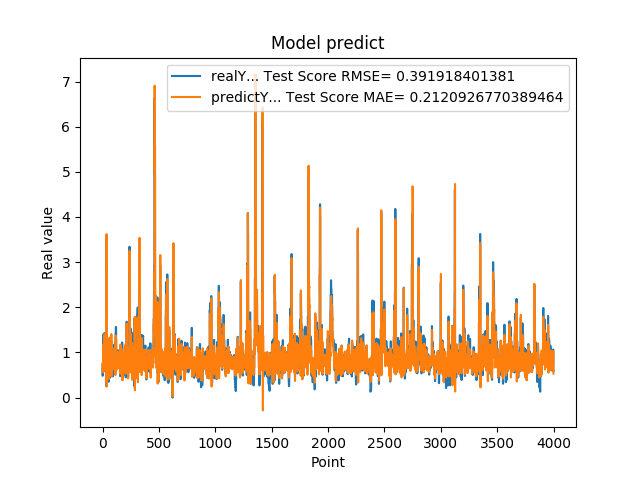 Model predict
realY... Test Score RMSE= 0.391918401381
predictY... Test Score MAE= 0.2120926770389464
7
6
5
4
3
2
1
0
Real value
0 500 1000 1500 2000 2500 3000 3500 4000
Point